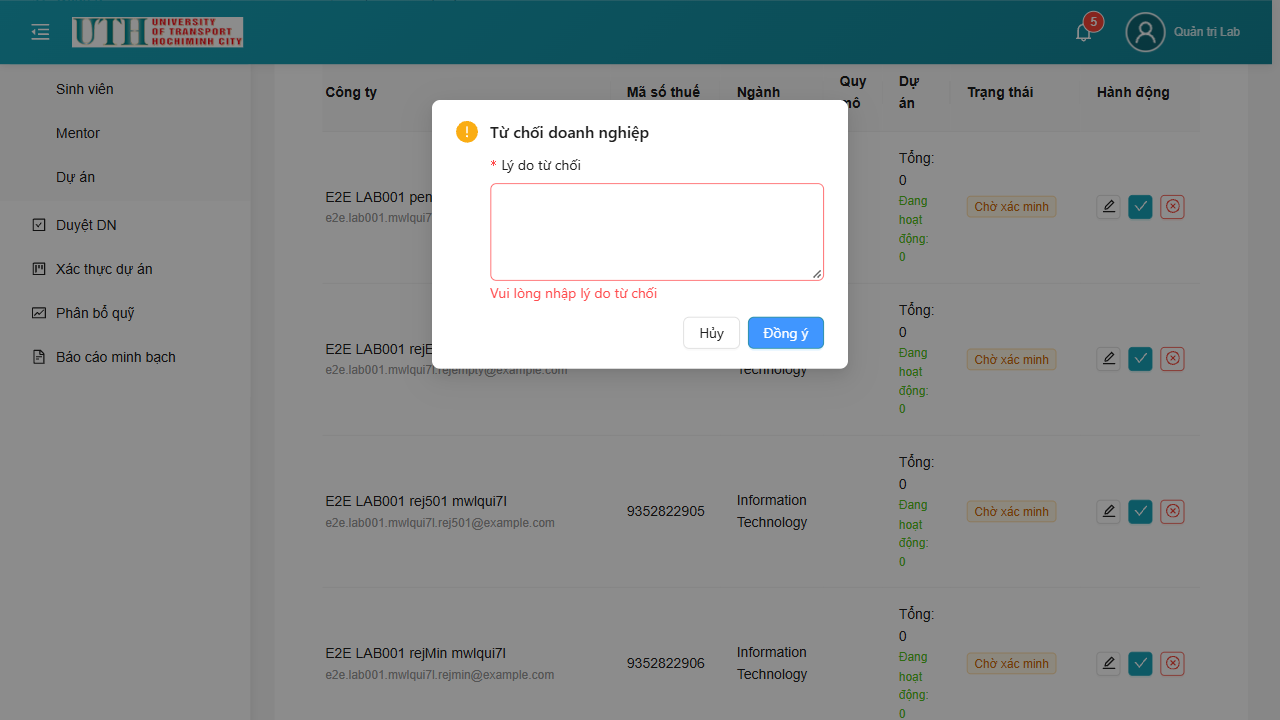 UTH UNIVERSITY
OF TRANSPORT
HOCHIMINH CITY
5
Quản trị Lab
Sinh viên
Mentor
Dự án
Duyệt DN
Xác thực dự án
Phân bổ quỹ
Báo cáo minh bạch
Công ty
Mã số thuế
Ngành
Quy
Dự
án
Trạng thái
Hành động
Từ chối doanh nghiệp
* Lý do từ chối
Vui lòng nhập lý do từ chối
Hủy
Đồng ý
E2E LAB001 pen
e2e.lab001.mwlqui7
Tổng:
0
Đang
hoạt
động:
0
Chờ xác minh
E2E LAB001 rejE
e2e.lab001.mwlqui7l.rejempty@example.com
Technology
Tổng:
0
Đang
hoạt
động:
0
Chờ xác minh
E2E LAB001 rej501 mwlqui7l
e2e.lab001.mwlqui7l.rej501@example.com
9352822905
Information
Technology
Tổng:
0
Đang
hoạt
động:
0
Chờ xác minh
E2E LAB001 rejMin mwlqui7l
e2e.lab001.mwlqui7l.rejmin@example.com
9352822906
Information
Technology
Tổng:
0
Đang
hoạt
động:
0
Chờ xác minh